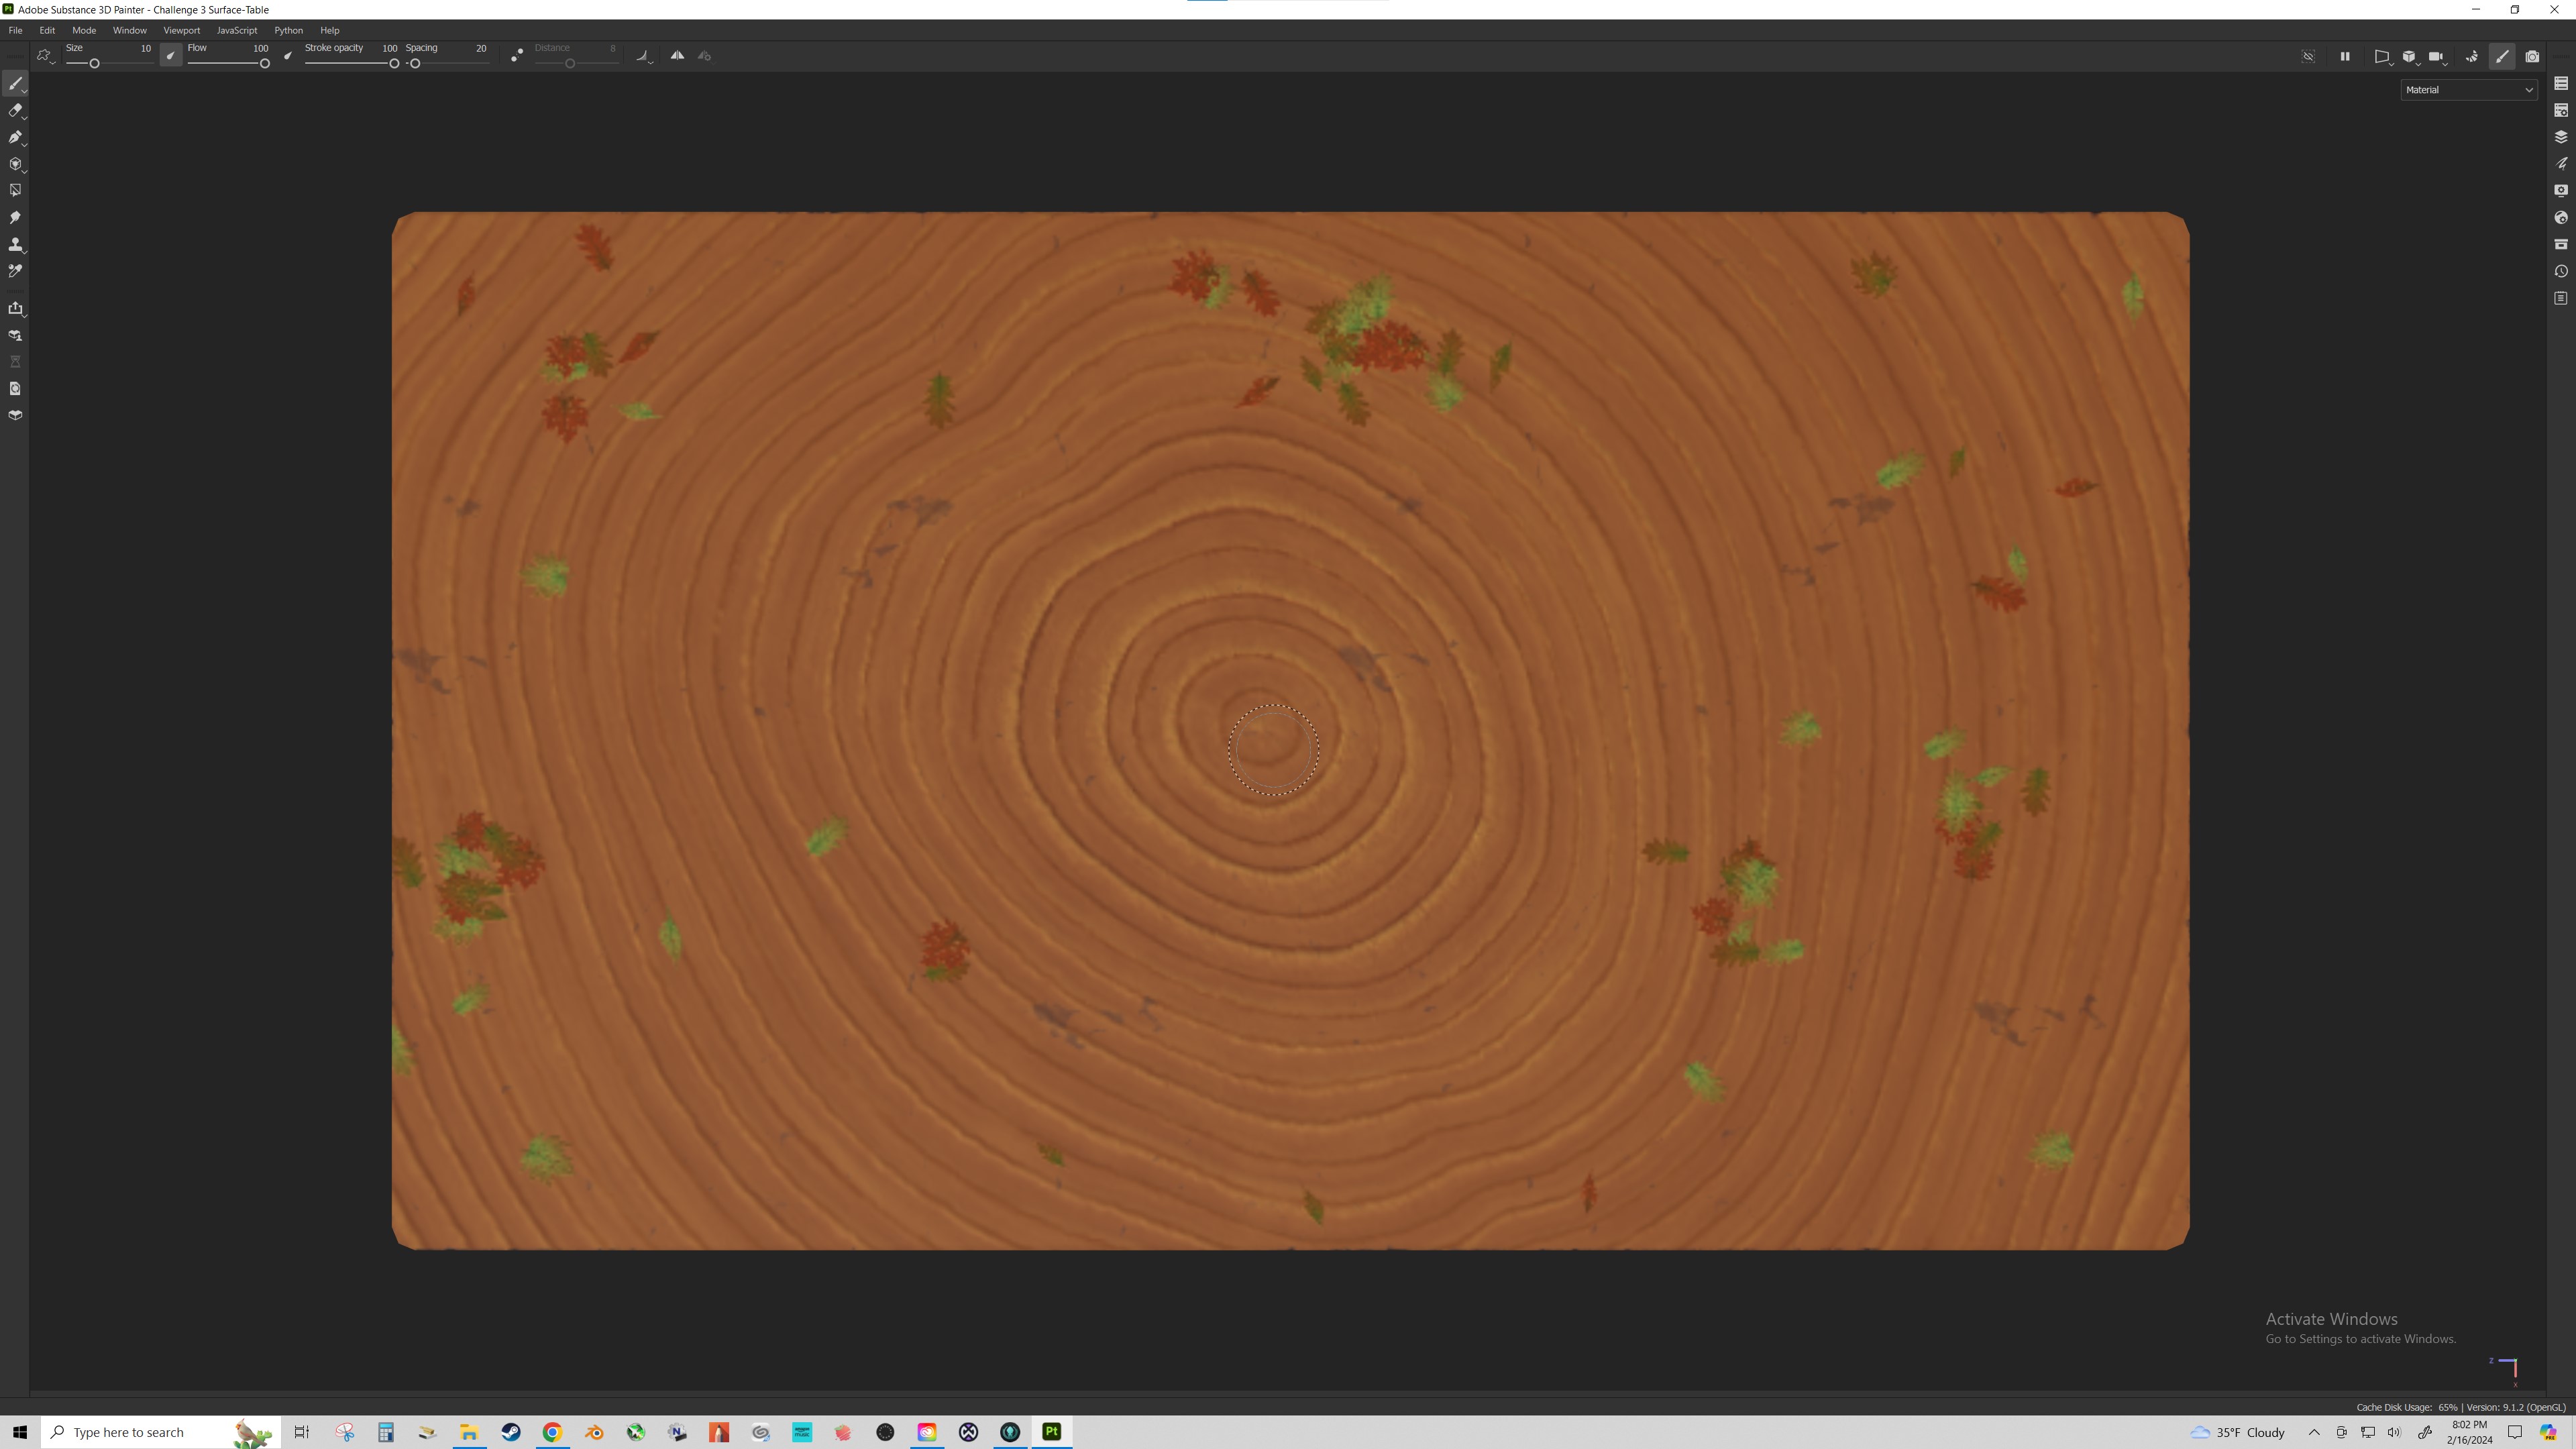 Pt Adobe Substance 3D Painter - Challenge 3 Surface-Table
File Edit Mode Window Viewport JavaScript Python Help
Size 10 Flow 100 Stroke opacity 100 Spacing 20 Distance 8
Material
Activate Windows
Go to Settings to activate Windows.
Z
X
Cache Disk Usage: 65% | Version: 9.1.2 (OpenGL)
Type here to search
Pt
35°F Cloudy
8:02 PM
2/16/2024